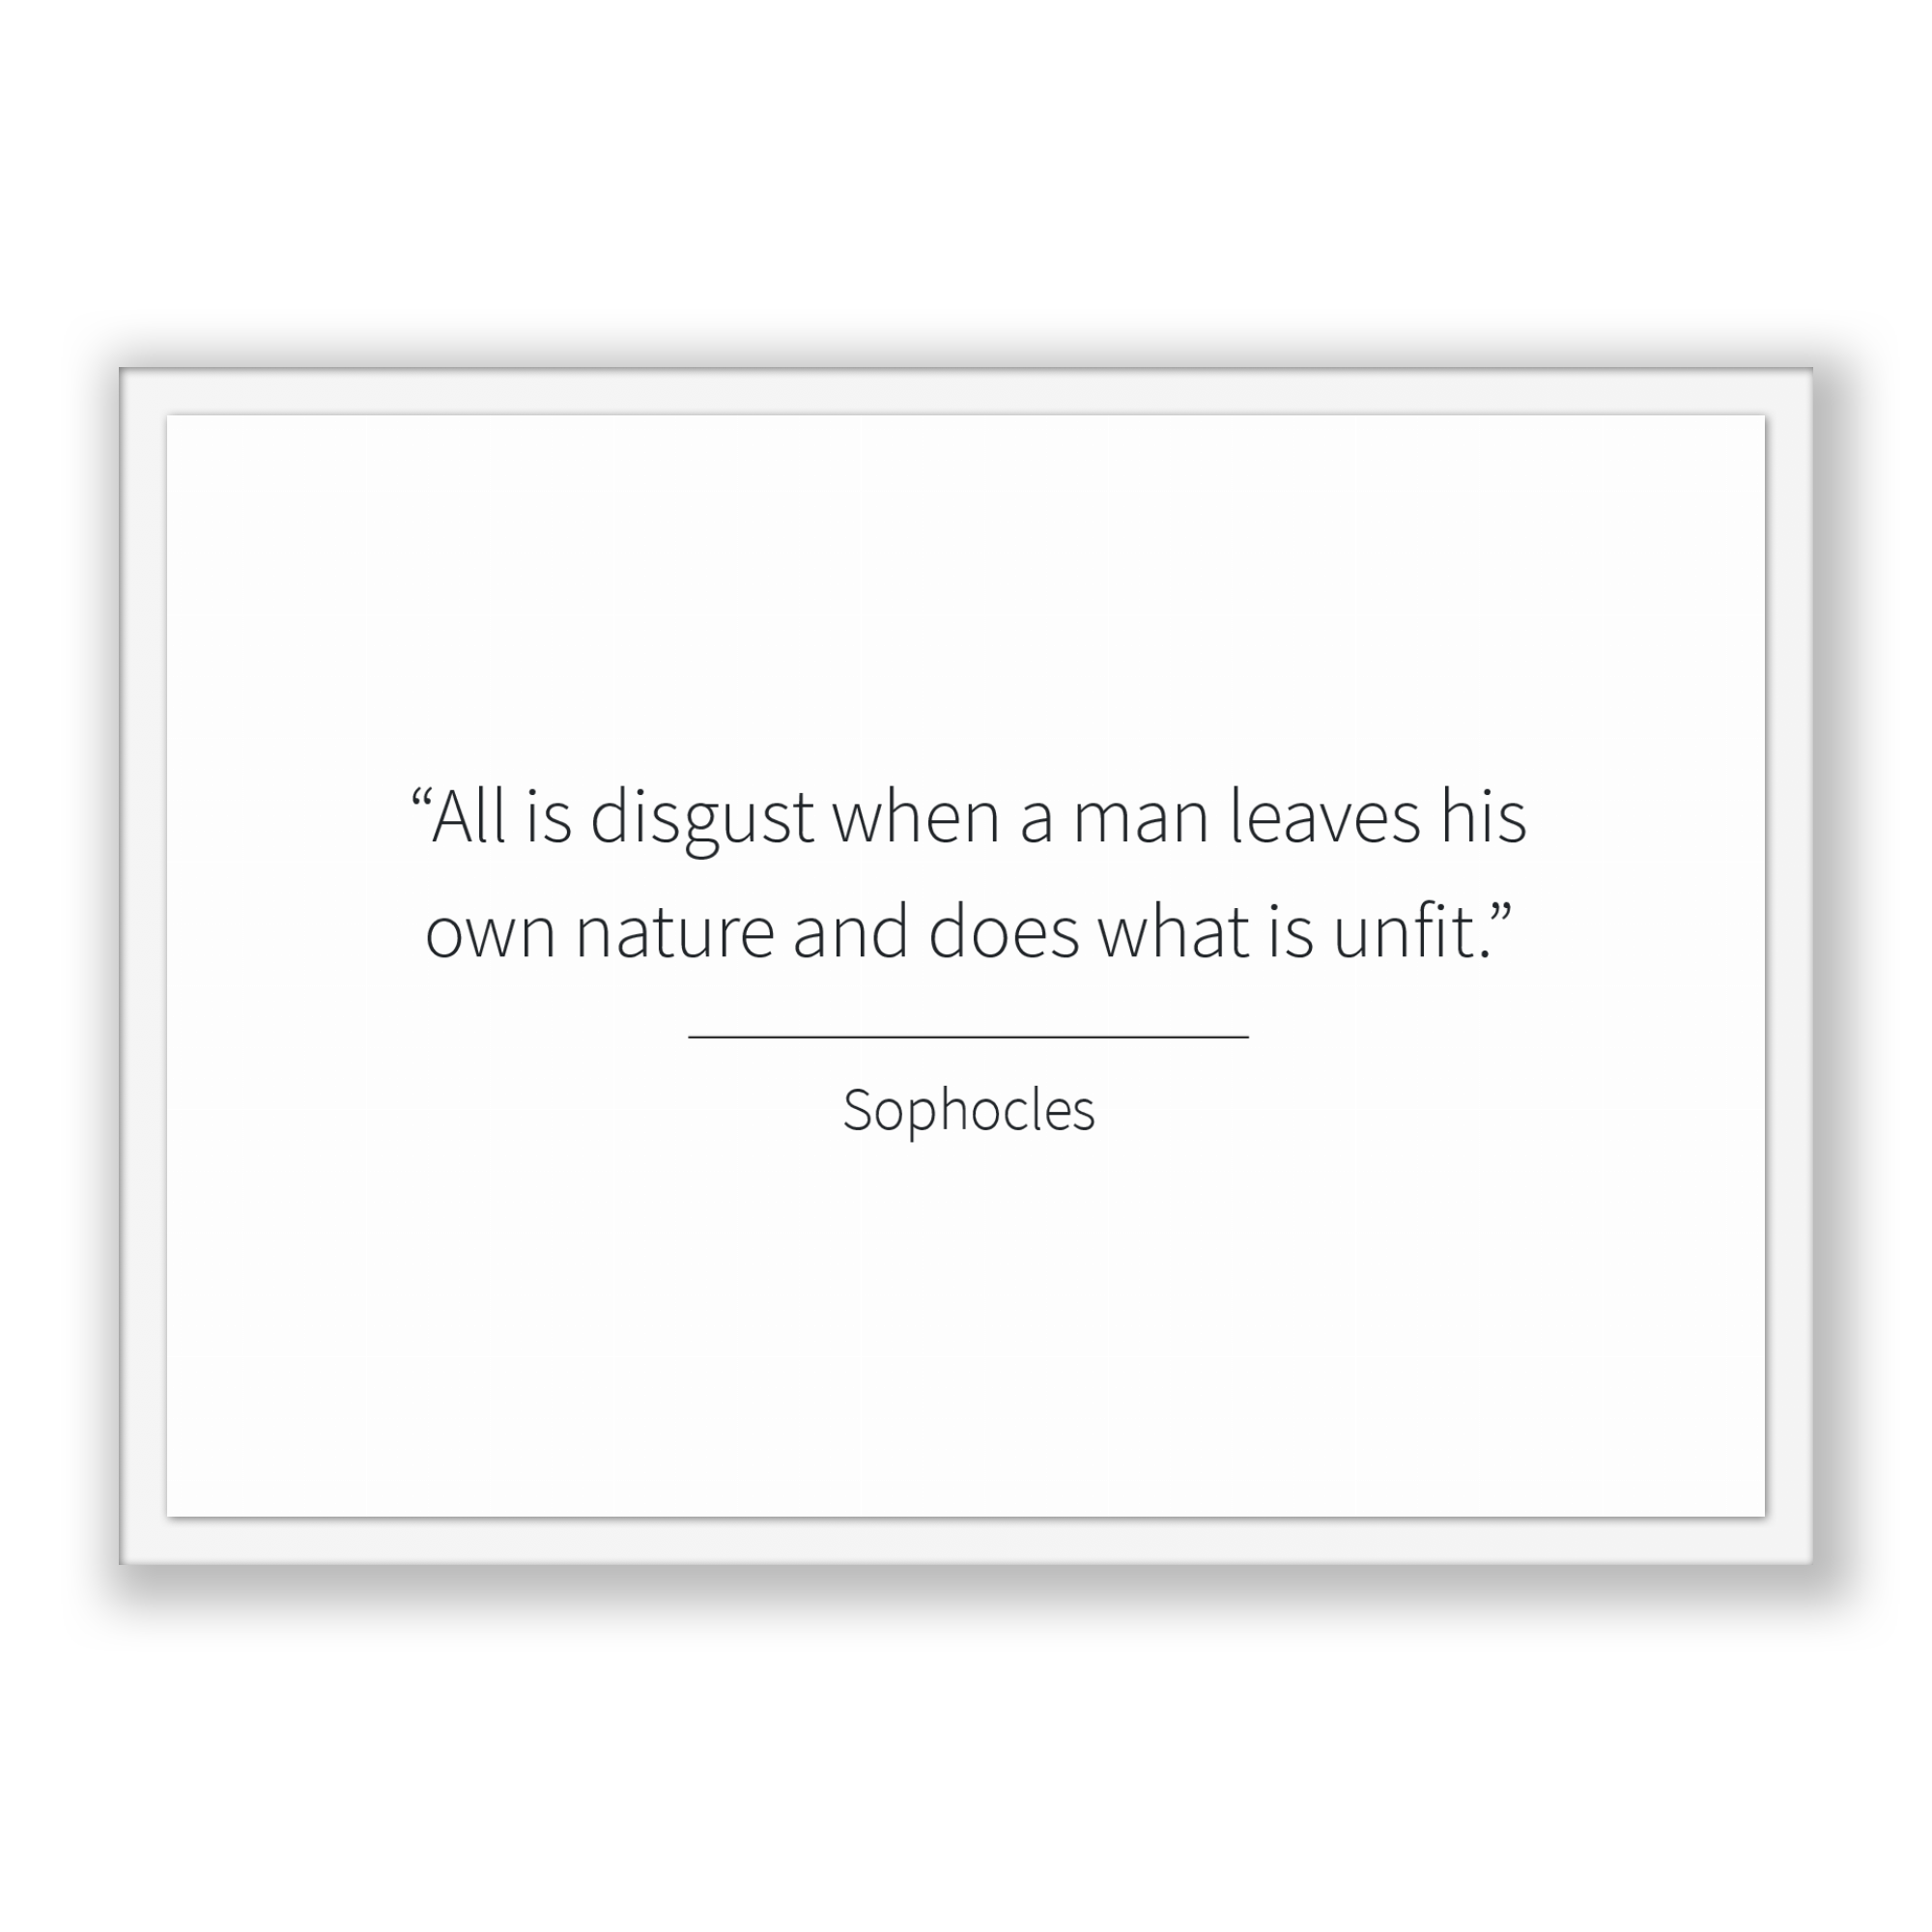 “All is disgust when a man leaves his
own nature and does what is unfit.”
Sophocles